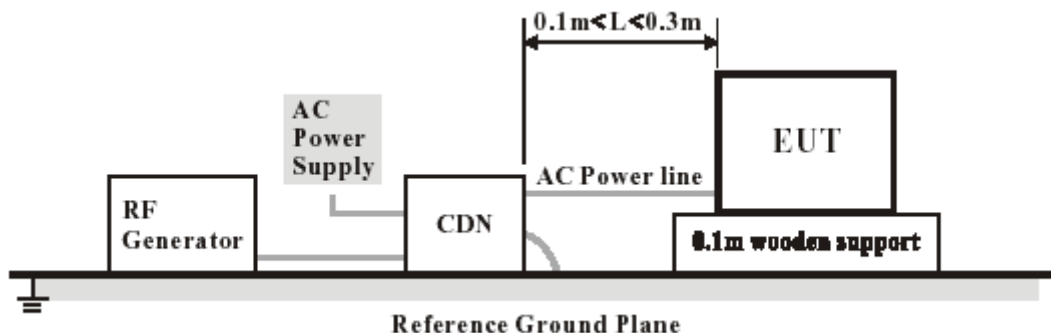 0.1m<L<0.3m
AC
Power
Supply
EUT
AC Power line
RF
Generator
CDN
0.1m wooden support
Reference Ground Plane